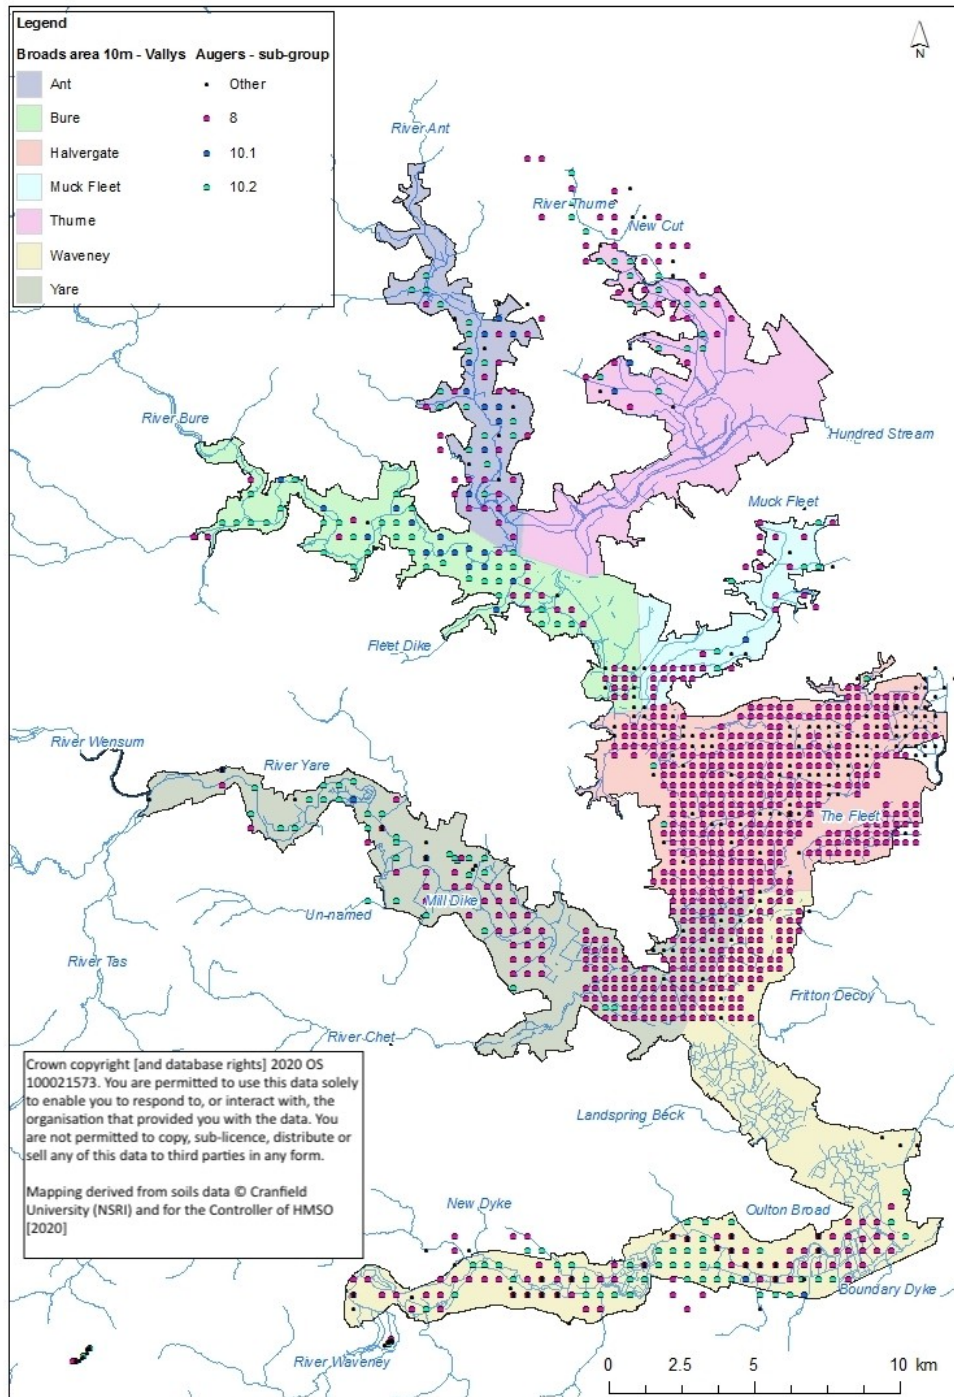 Legend
Broads area 10m - Vallys Augers - sub-group
Ant
Other
Bure
8
Halvergate
10.1
Muck Fleet
10.2
Thurne
Waveney
Yare
N
River Ant
River Thurne
New Cut
River Bure
Hundred Stream
Muck Fleet
Fleet Dike
River Wensum
River Yare
The Fleet
Un-named
Mill Dike
River Tas
Fritton Decoy
River Chet
Crown copyright [and database rights] 2020 OS
100021573. You are permitted to use this data solely
to enable you to respond to, or interact with, the
organisation that provided you with the data. You
are not permitted to copy, sub-licence, distribute or
sell any of this data to third parties in any form.
Mapping derived from soils data © Cranfield
University (NSRI) and for the Controller of HMSO
[2020]
Landspring Beck
New Dyke
Oulton Broad
Boundary Dyke
River Waveney
0 2.5 5 10 km